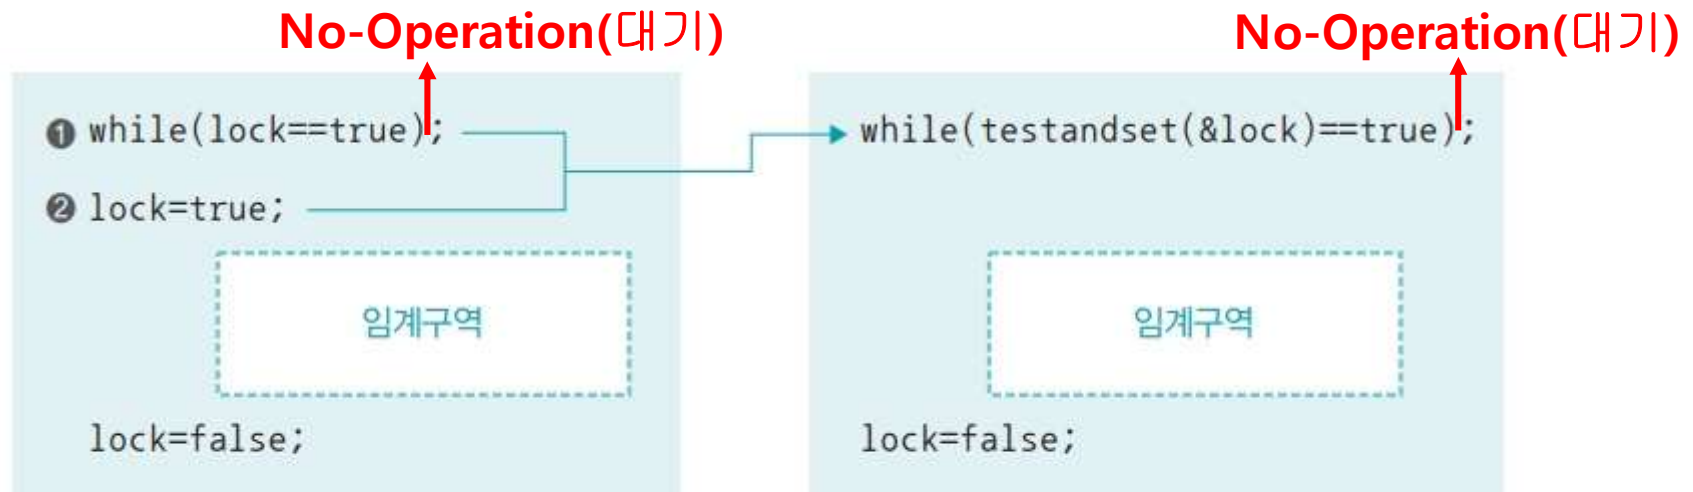 No-Operation(대기)
❶ while(lock==true);
❷ lock=true;
임계구역
lock=false;
No-Operation(대기)
while(testandset(&lock)==true);
임계구역
lock=false;